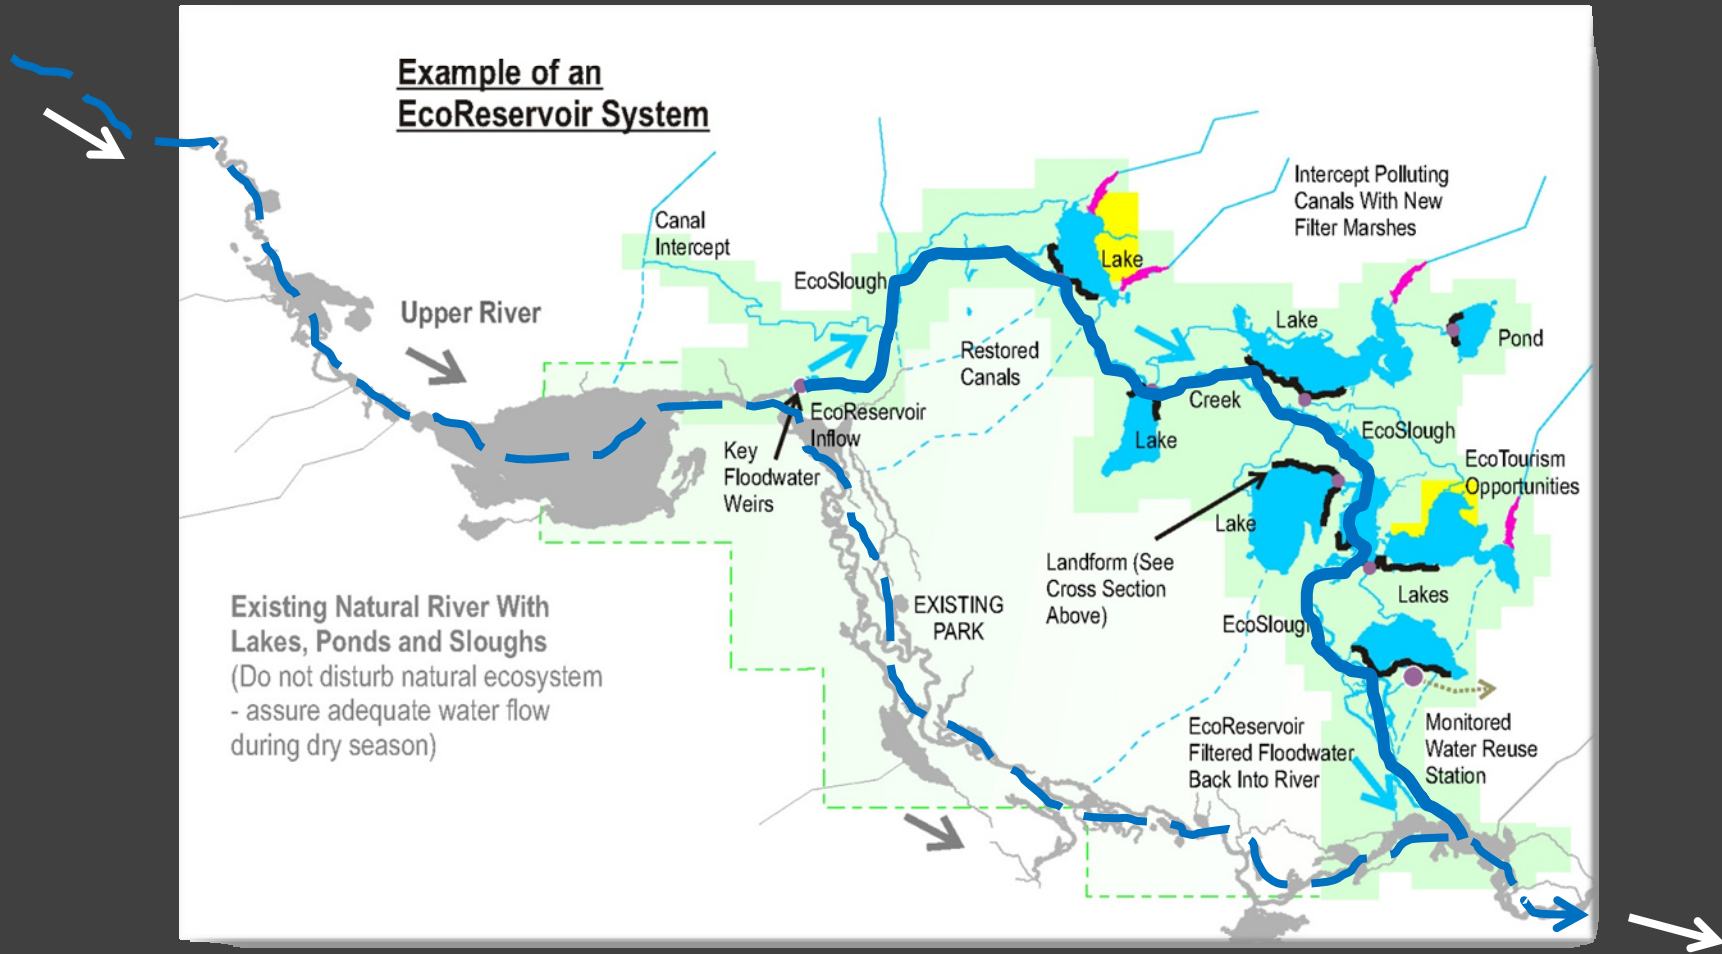 Example of an
EcoReservoir System
Intercept Polluting
Canals With New
Filter Marshes
Canal
Intercept
Lake
EcoSlough
Upper River
Lake
Pond
Restored
Canals
Creek
EcoReservoir
Inflow
EcoSlough
Lake
Key
Floodwater
Weirs
EcoTourism
Opportunities
Lake
Landform (See
Cross Section
Above)
Lakes
Existing Natural River With
Lakes, Ponds and Sloughs
(Do not disturb natural ecosystem
- assure adequate water flow
during dry season)
EXISTING
PARK
EcoSlough
EcoReservoir
Filtered Floodwater
Back Into River
Monitored
Water Reuse
Station